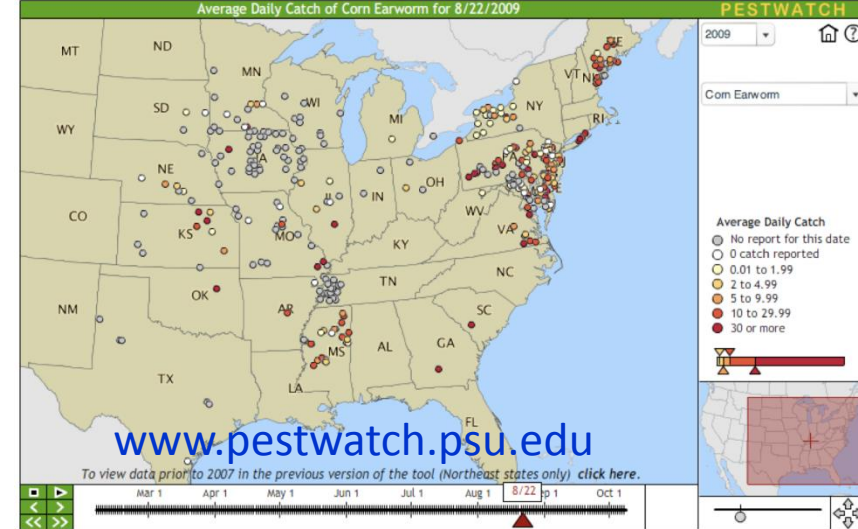 Average Daily Catch of Corn Earworm for 8/22/2009
PESTWATCH
2009
Corn Earworm
MT
ND
MN
SD
WI
MI
NY
VT
RI
WY
IA
NE
PA
CO
IN
OH
WV
VA
KS
MO
KY
NC
TN
OK
AR
NM
SC
MS
AL
GA
TX
LA
FL
Average Daily Catch
No report for this date
0 catch reported
0.01 to 1.99
2 to 4.99
5 to 9.99
10 to 29.99
30 or more
www.pestwatch.psu.edu
To view data prior to 2007 in the previous version of the tool (Northeast states only) click here.
Mar 1 Apr 1 May 1 Jun 1 Jul 1 Aug 1 8/22 Oct 1